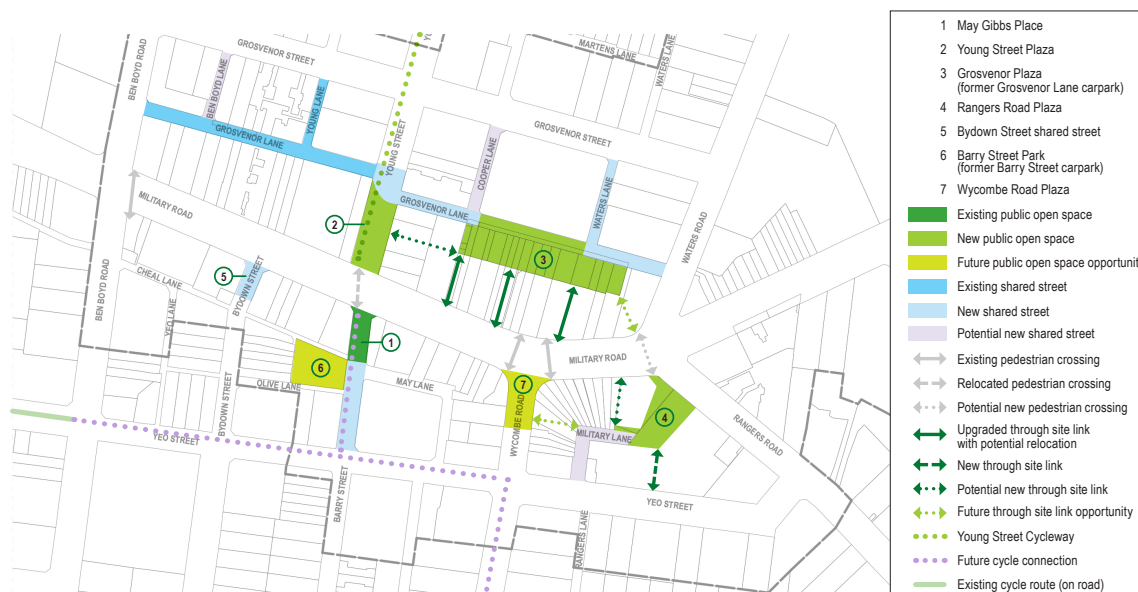 GROSVENOR STREET
YO
MARTENS LANE
WATERS LANE
BEN BOYD ROAD
BEN BOYD LANE
YOUNG LANE
GROSVENOR LANE
YOUNG STREET
COOPER LANE
GROSVENOR STREET
GROSVENOR LANE
WATERS LANE
WATERS ROAD
MILITARY ROAD
2
3
5
BYDOWN STREET
CHEAL LANE
YEO LANE
BEN BOYD ROAD
1
MILITARY ROAD
6
OLIVE LANE
MAY LANE
7
WYCOMBE ROAD
4
MILITARY LANE
RANGERS ROAD
BYDOWN STREET
YEO STREET
BARRY STREET
YEO STREET
RANGERS LANE
1 May Gibbs Place
2 Young Street Plaza
3 Grosvenor Plaza
(former Grosvenor Lane carpark)
4 Rangers Road Plaza
5 Bydown Street shared street
6 Barry Street Park
(former Barry Street carpark)
7 Wycombe Road Plaza
Existing public open space
New public open space
Future public open space opportunit
Existing shared street
New shared street
Potential new shared street
Existing pedestrian crossing
Relocated pedestrian crossing
Potential new pedestrian crossing
Upgraded through site link
with potential relocation
New through site link
Potential new through site link
Future through site link opportunity
Young Street Cycleway
Future cycle connection
Existing cycle route (on road)